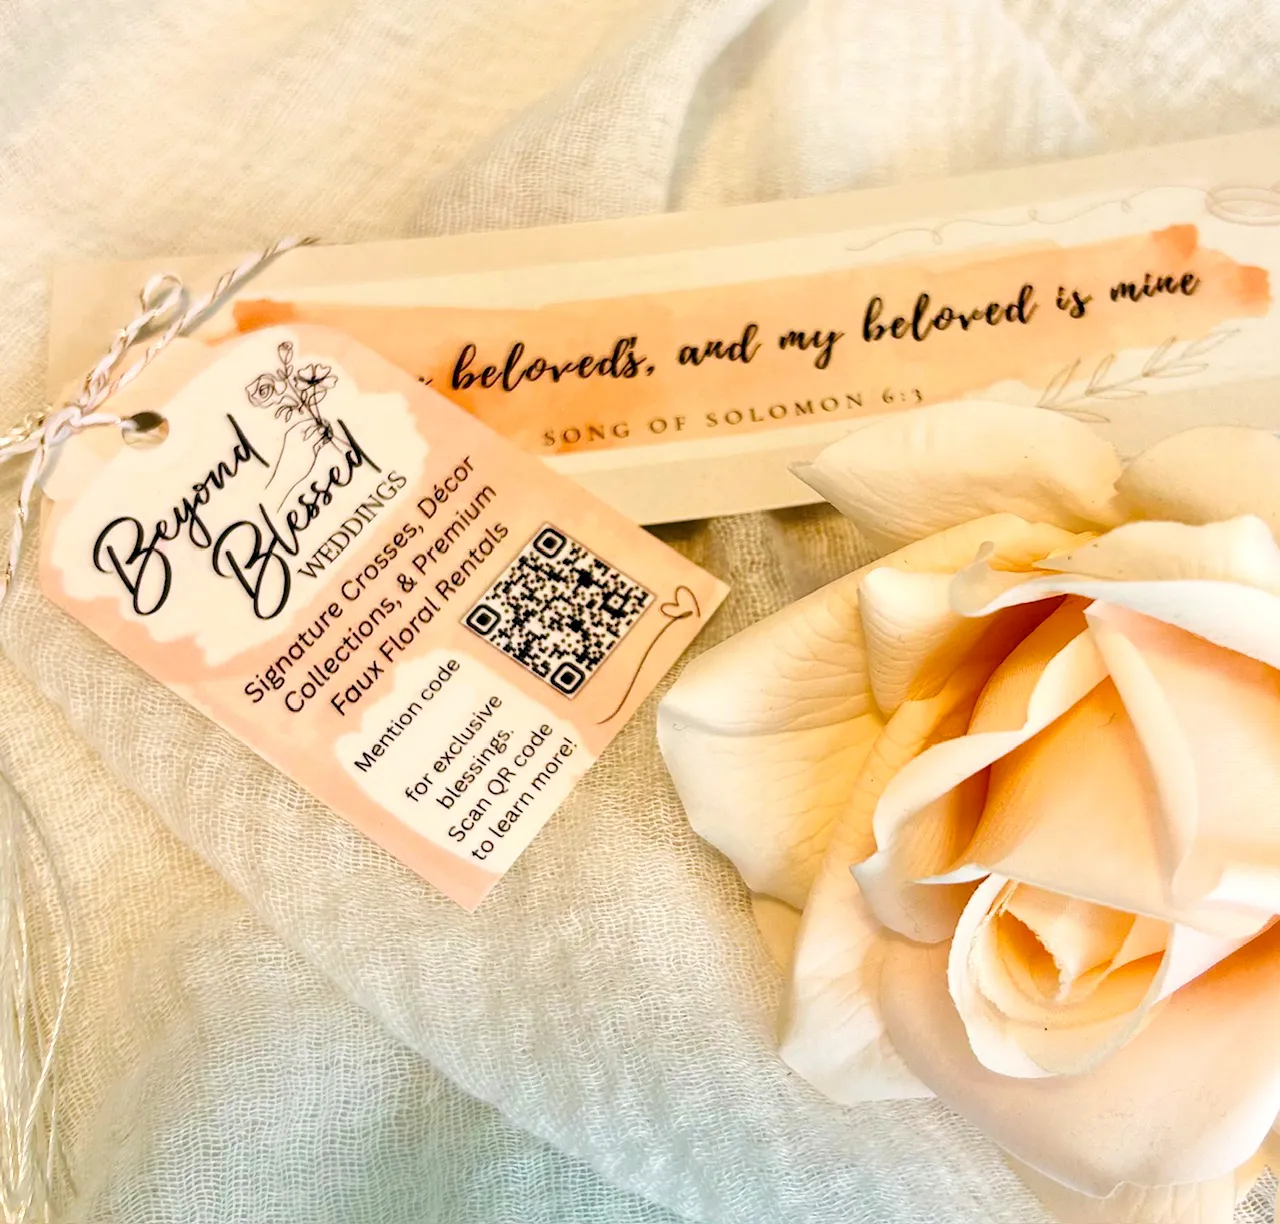 beloved's, and my beloved is mine
SONG OF SOLOMON 6:3
Beyond
Blessed
WEDDINGS
Signature Crosses, Décor
Collections, & Premium
Faux Floral Rentals
Mention code
for exclusive
blessings.
Scan QR code
to learn more!